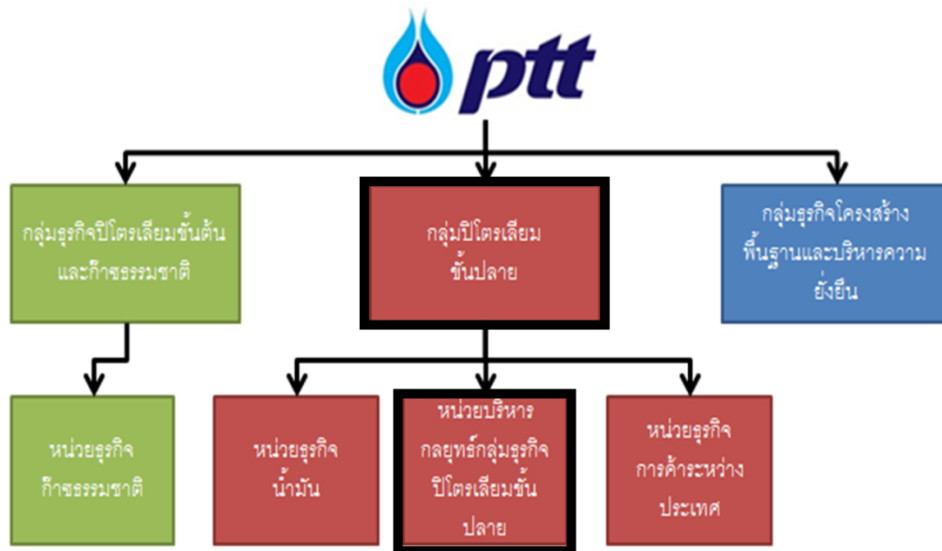 ptt
กลุ่มธุรกิจปิโตรเลียมขั้นต้น
และก๊าซธรรมชาติ
กลุ่มปิโตรเลียม
ขั้นปลาย
กลุ่มธุรกิจโครงสร้าง
พื้นฐานและบริหารความ
ยั่งยืน
หน่วยธุรกิจ
ก๊าซธรรมชาติ
หน่วยธุรกิจ
น้ำมัน
หน่วยบริหาร
กลยุทธ์กลุ่มธุรกิจ
ปิโตรเลียมขั้น
ปลาย
หน่วยธุรกิจ
การค้าระหว่าง
ประเทศ